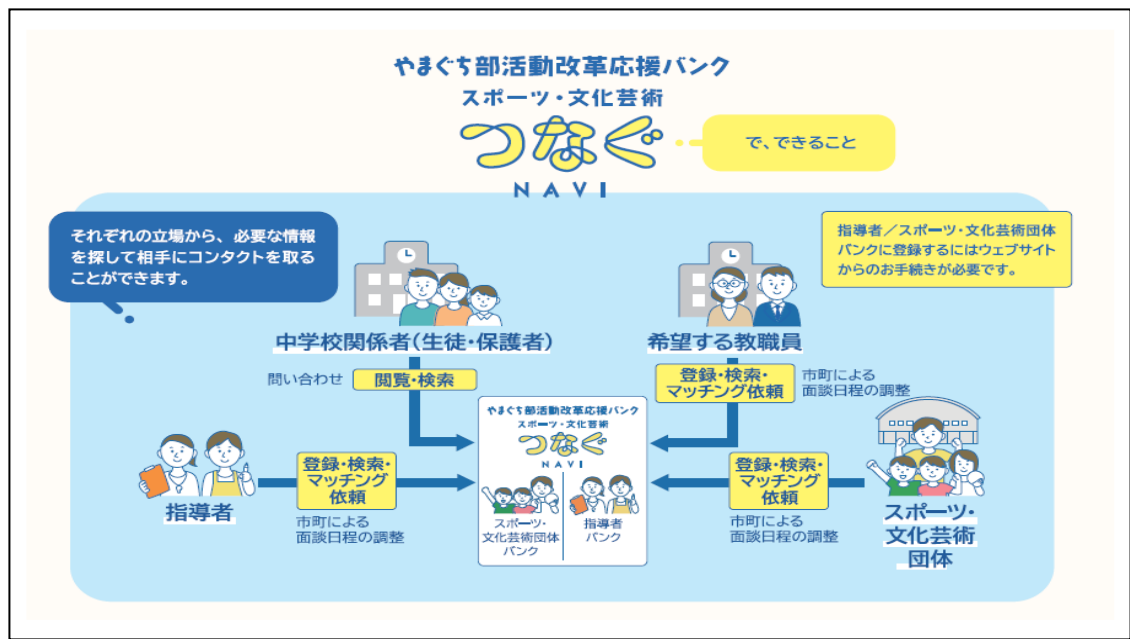 やまぐち部活動改革応援バンク
スポーツ・文化芸術
つなぐ
NAVI
で、できること
それぞれの立場から、必要な情報
を探して相手にコンタクトを取る
ことができます。
指導者／スポーツ・文化芸術団体
バンクに登録するにはウェブサイト
からのお手続きが必要です。
中学校関係者(生徒・保護者)
問い合わせ
閲覧・検索
希望する教職員
登録・検索・
マッチング依頼
市町による
面談日程の調整
指導者
登録・検索・
マッチング
依頼
市町による
面談日程の調整
やまぐち部活動改革応援バンク
スポーツ・文化芸術
つなぐ
NAVI
スポーツ・
文化芸術団体
バンク
指導者
バンク
登録・検索・
マッチング
依頼
市町による
面談日程の調整
スポーツ・
文化芸術
団体